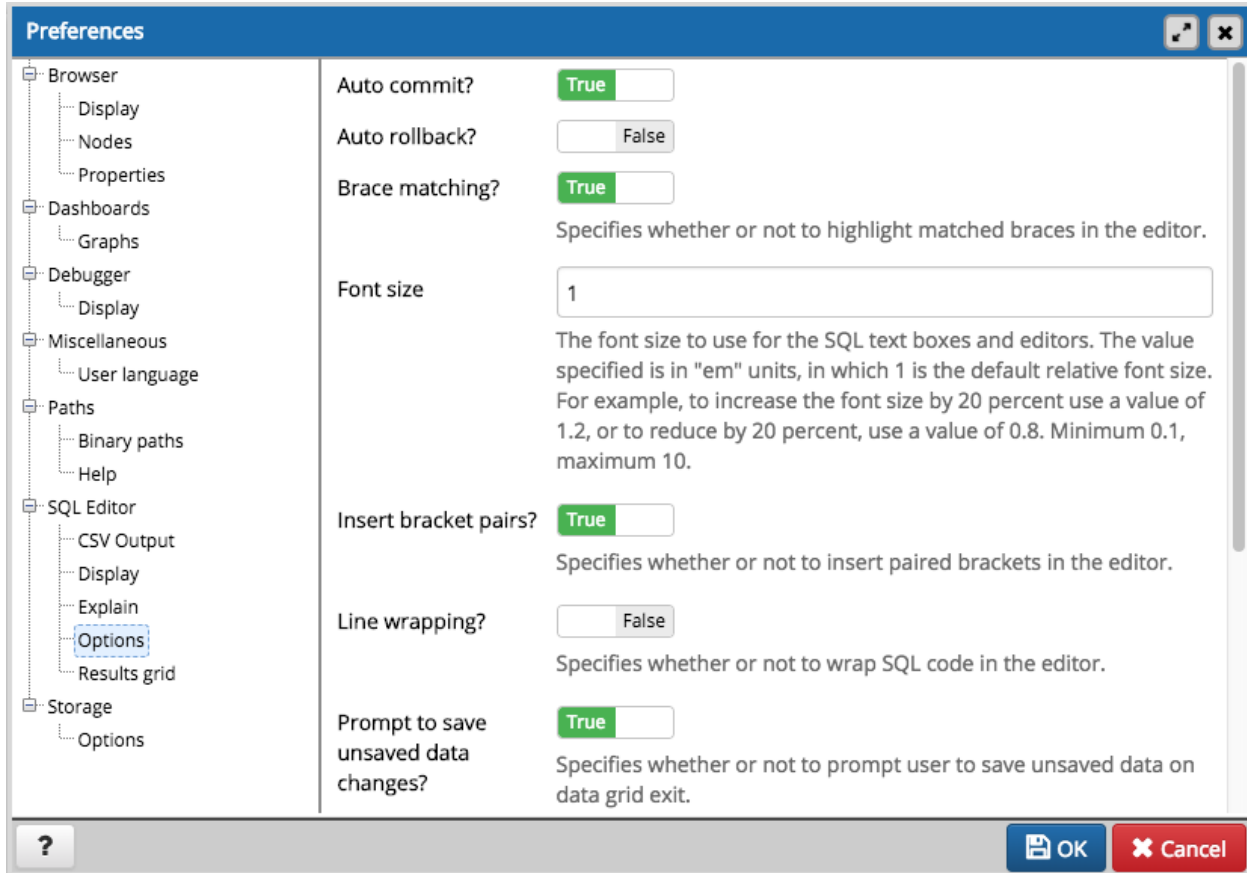 Preferences
Browser
Display
Nodes
Properties
Dashboards
Graphs
Debugger
Display
Miscellaneous
User language
Paths
Binary paths
Help
SQL Editor
CSV Output
Display
Explain
Options
Results grid
Storage
Options
Auto commit? True
Auto rollback? False
Brace matching? True
Specifies whether or not to highlight matched braces in the editor.
Font size 1
The font size to use for the SQL text boxes and editors. The value
specified is in "em" units, in which 1 is the default relative font size.
For example, to increase the font size by 20 percent use a value of
1.2, or to reduce by 20 percent, use a value of 0.8. Minimum 0.1,
maximum 10.
Insert bracket pairs? True
Specifies whether or not to insert paired brackets in the editor.
Line wrapping? False
Specifies whether or not to wrap SQL code in the editor.
Prompt to save
unsaved data
changes?
True
Specifies whether or not to prompt user to save unsaved data on
data grid exit.
? OK Cancel